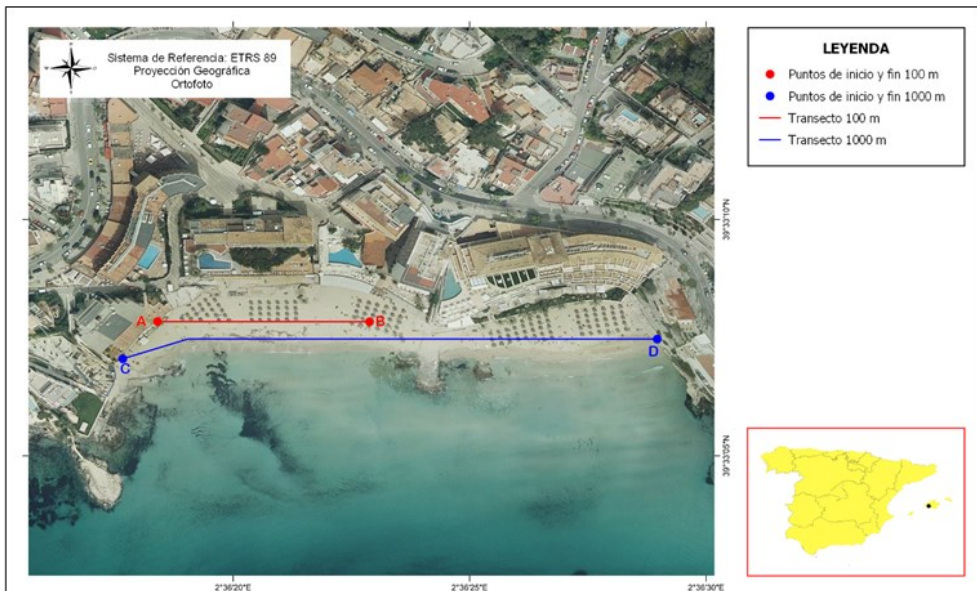 Sistema de Referencia: ETRS 89
Proyección Geográfica
Ortofoto
LEYENDA
Puntos de inicio y fin 100 m
Puntos de inicio y fin 1000 m
Transecto 100 m
Transecto 1000 m
A
B
C
D
39°33'10"N
39°33'05"N
2°36'20"E
2°36'25"E
2°36'30"E